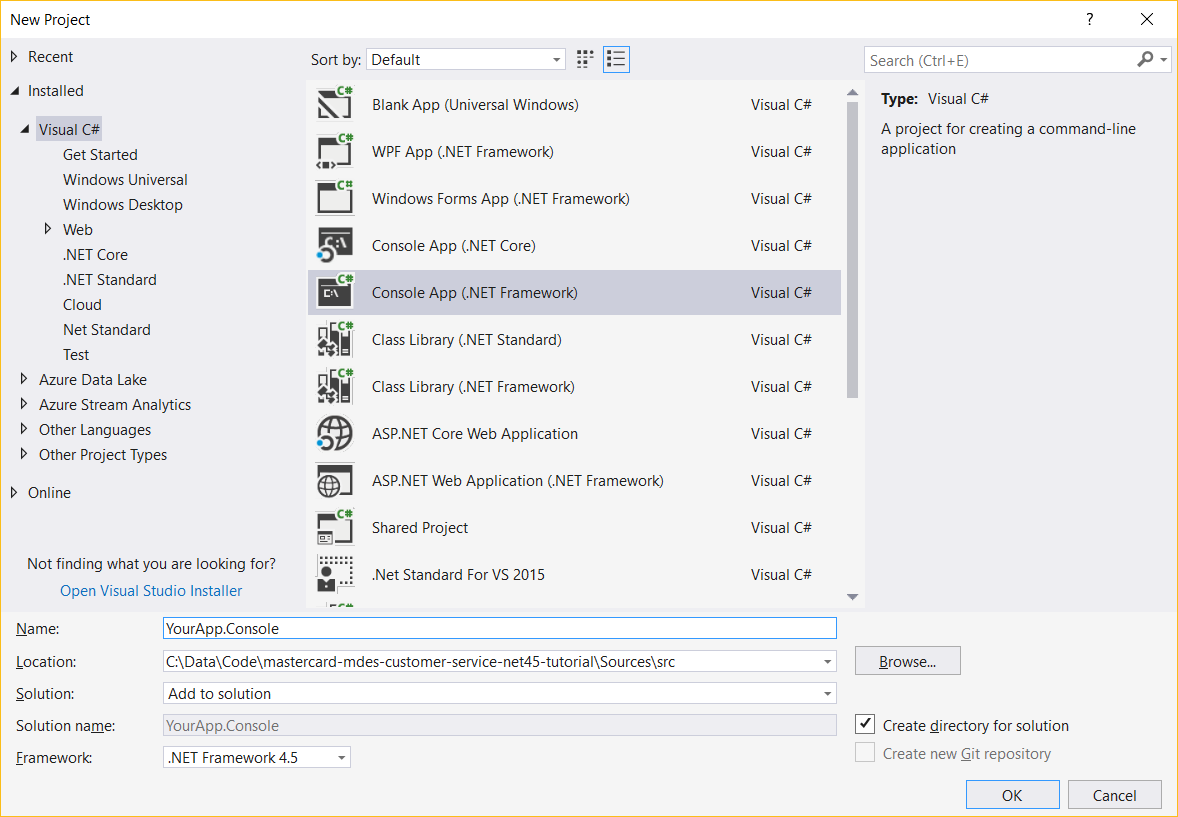 New Project
?
Recent
Installed
Visual C#
Get Started
Windows Universal
Windows Desktop
Web
.NET Core
.NET Standard
Cloud
Net Standard
Test
Azure Data Lake
Azure Stream Analytics
Other Languages
Other Project Types
Online
Not finding what you are looking for?
Open Visual Studio Installer
Sort by: Default
C# Blank App (Universal Windows) Visual C#
C# WPF App (.NET Framework) Visual C#
C# Windows Forms App (.NET Framework) Visual C#
C:\ Console App (.NET Core) Visual C#
C# C:\ Console App (.NET Framework) Visual C#
C# Class Library (.NET Standard) Visual C#
C# Class Library (.NET Framework) Visual C#
ASP.NET Core Web Application Visual C#
ASP.NET Web Application (.NET Framework) Visual C#
C# Shared Project Visual C#
.Net Standard For VS 2015 Visual C#
Search (Ctrl+E)
Type: Visual C#
A project for creating a command-line
application
Name: YourApp.Console
Location: C:\Data\Code\mastercard-mdes-customer-service-net45-tutorial\Sources\src Browse...
Solution: Add to solution
Solution name: YourApp.Console Create directory for solution
Framework: .NET Framework 4.5 Create new Git repository
OK Cancel